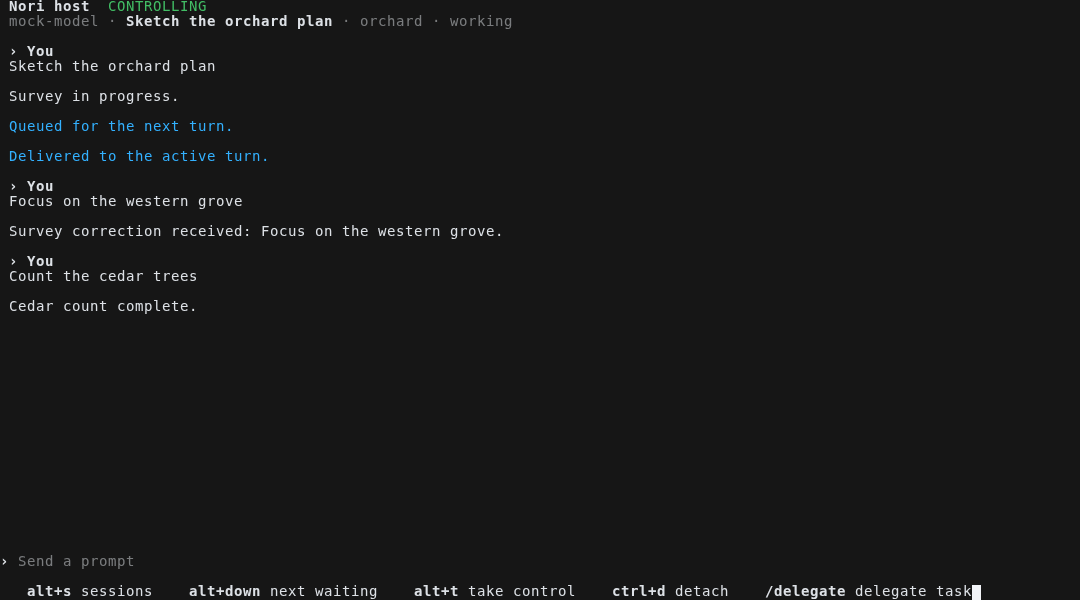 Nori host  CONTROLLING
mock-model · Sketch the orchard plan · orchard · working
› You
Sketch the orchard plan
Survey in progress.
Queued for the next turn.
Delivered to the active turn.
› You
Focus on the western grove
Survey correction received: Focus on the western grove.
› You
Count the cedar trees
Cedar count complete.
› Send a prompt
alt+s sessions    alt+down next waiting    alt+t take control    ctrl+d detach    /delegate delegate task